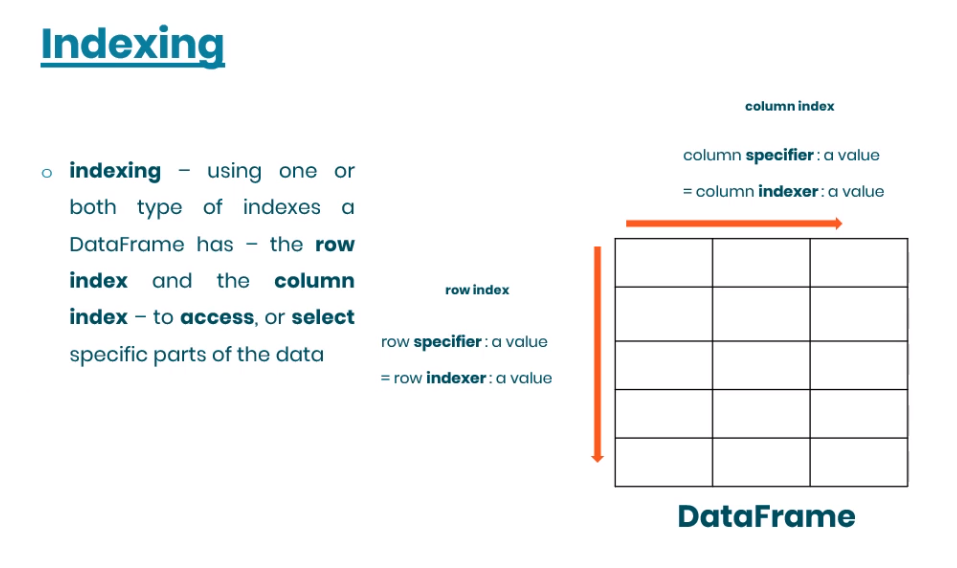 Indexing
o indexing – using one or
both type of indexes a
DataFrame has – the row
index and the column
index – to access, or select
specific parts of the data
column index
column specifier : a value
= column indexer : a value
row index
row specifier : a value
= row indexer : a value
DataFrame